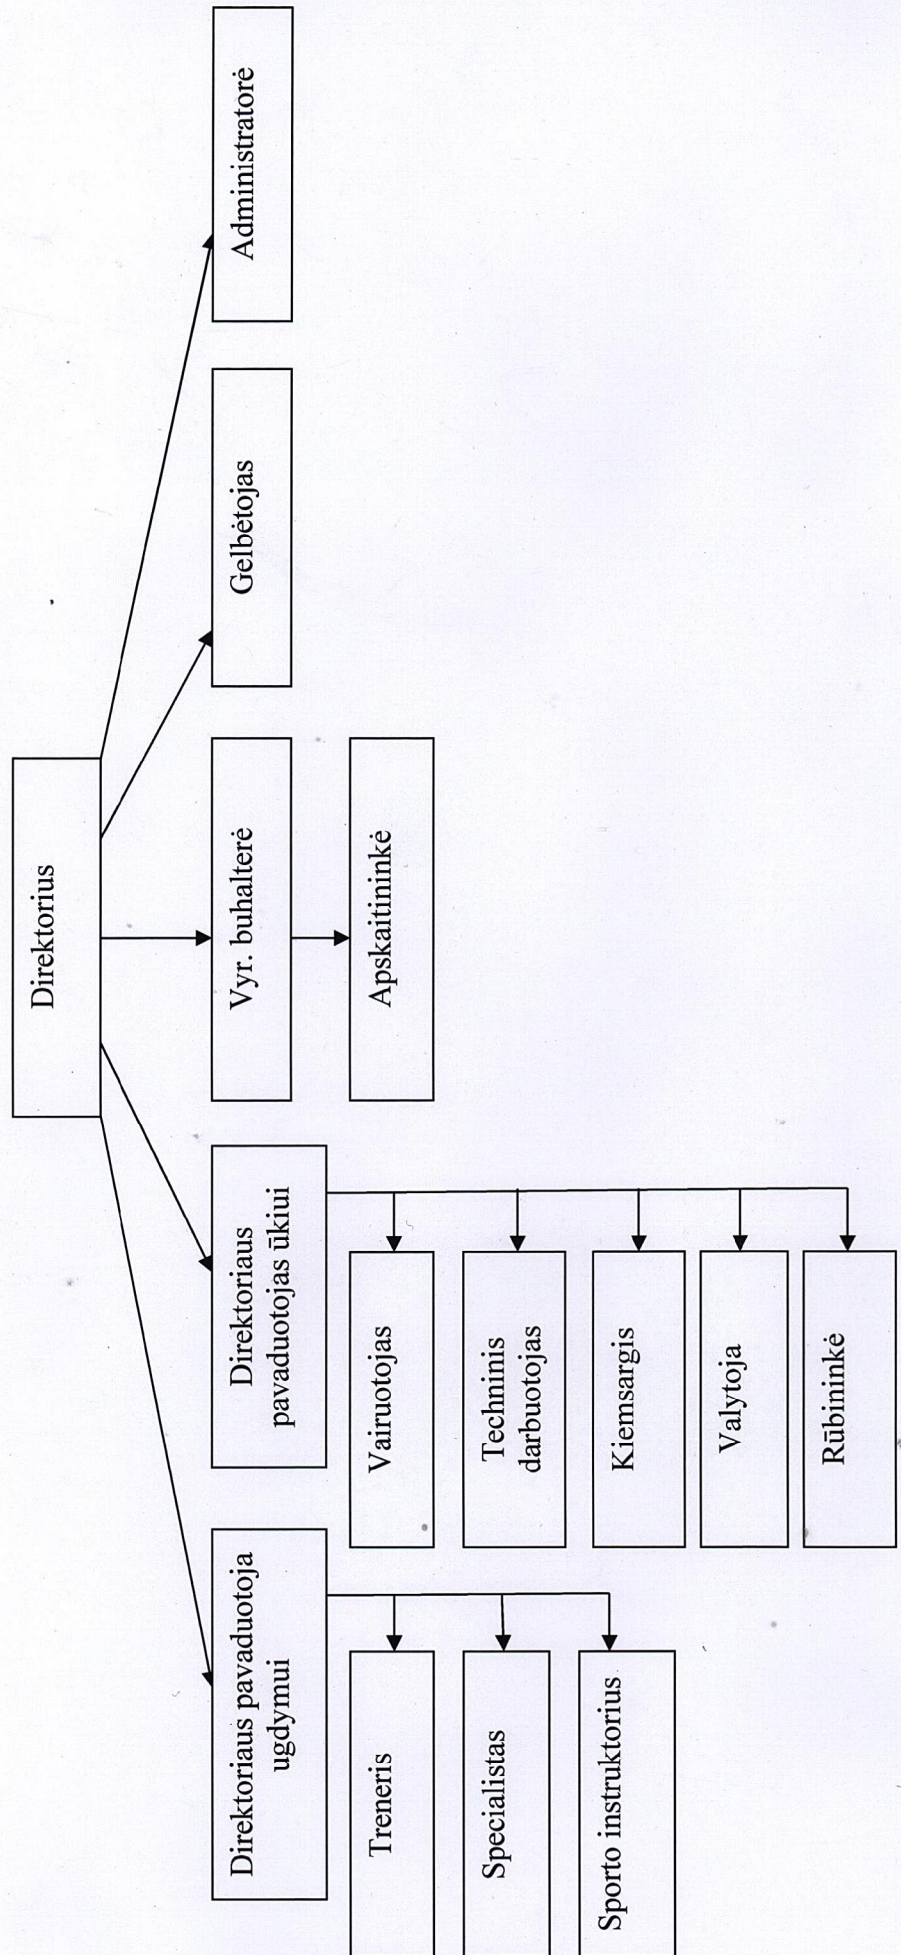 Direktorius
Direktoriaus pavaduotoja
ugdymui
Direktoriaus
pavaduotojas ūkiui
Vyr. buhalterė
Gelbėtojas
Administratorė
Treneris
Specialistas
Sporto instruktorius
Vairuotojas
Techninis
darbuotojas
Kiemsargis
Valytoja
Rūbininkė
Apskaitininkė